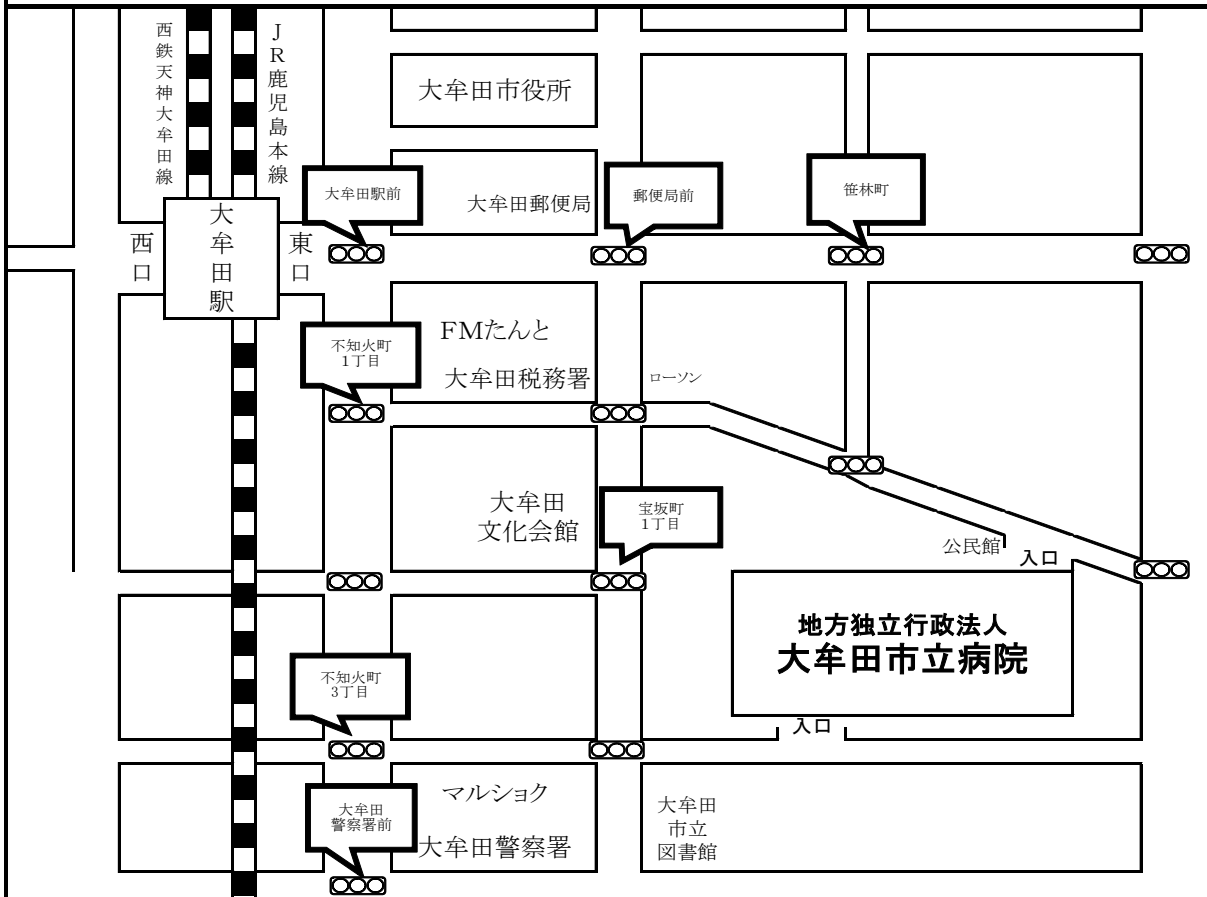 西鉄天神大牟田線
JR鹿児島本線
大牟田市役所
大牟田駅前
大牟田郵便局
郵便局前
笹林町
西口
大牟田駅
東口
不知火町
1丁目
FMたんと
大牟田税務署
ローソン
大牟田
文化会館
宝坂町
1丁目
公民館
入口
地方独立行政法人
大牟田市立病院
不知火町
3丁目
入口
大牟田
警察署前
マルショク
大牟田警察署
大牟田
市立
図書館